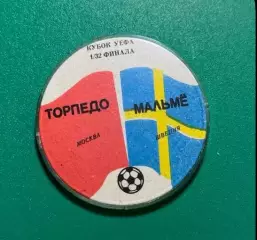 КУБОК УЕФА
1/32 ФИНАЛА
ТОРПЕДО МАЛЬМЁ
МОСКВА ШВЕЦИЯ